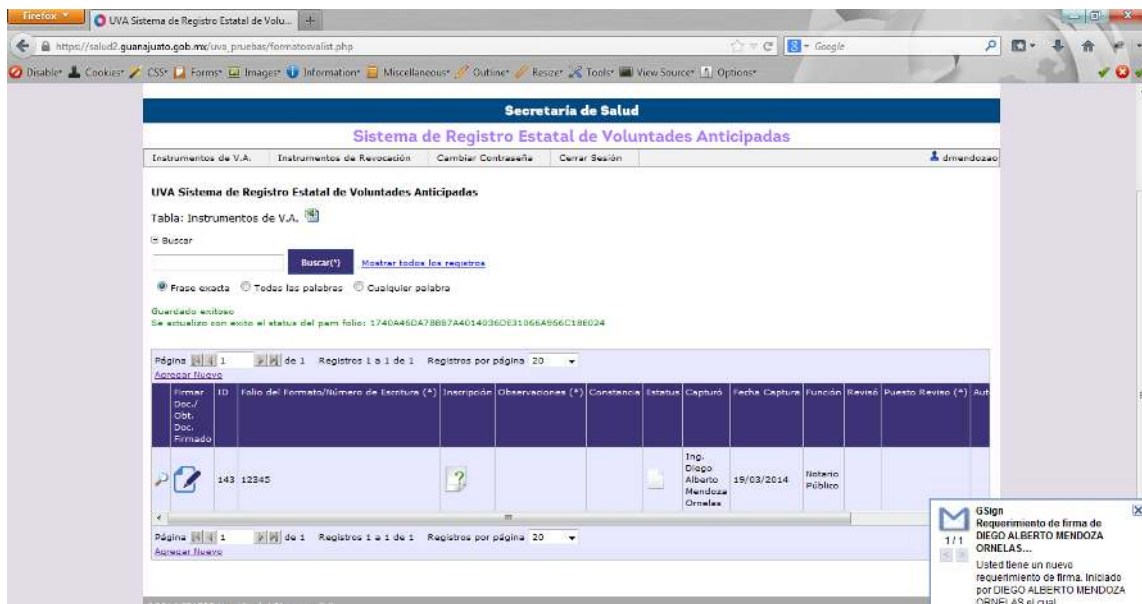 Firefox
UVA Sistema de Registro Estatal de Volu...
https://salud2.guanajuato.gob.mx/uva_pruebas/formatosvalist.php
Google
Disable Cookies CSS Forms Images Information Miscellaneous Outline Resize Tools View Source Options
Secretaría de Salud
Sistema de Registro Estatal de Voluntades Anticipadas
Instrumentos de V.A. Instrumentos de Revocación Cambiar Contraseña Cerrar Sesión dmendozao
UVA Sistema de Registro Estatal de Voluntades Anticipadas
Tabla: Instrumentos de V.A.
Buscar
Buscar(*) Mostrar todos los registros
Frase exacta Todas las palabras Cualquier palabra
Guardado exitoso
Se actualizo con exito el status del pam folio: 1740A46DA78B87A4014036DE31066A966C18E024
Página 1 de 1 Registros 1 a 1 de 1 Registros por página 20
Agregar Nuevo
Firmar Doc./ Obt. Doc. Firmado ID Folio del Formato/Número de Escritura (*) Inscripción Observaciones (*) Constancia Estatus Capturó Fecha Captura Función Revisó Puesto Reviso (*) Aut
143 12345 Ing. Diego Alberto Mendoza Ornelas 19/03/2014 Notario Público
Página 1 de 1 Registros 1 a 1 de 1 Registros por página 20
Agregar Nuevo
GSign
Requerimiento de firma de
DIEGO ALBERTO MENDOZA
ORNELAS...
1/1
Usted tiene un nuevo
requerimiento de firma. Iniciado
por DIEGO ALBERTO MENDOZA
ORNELAS el cual